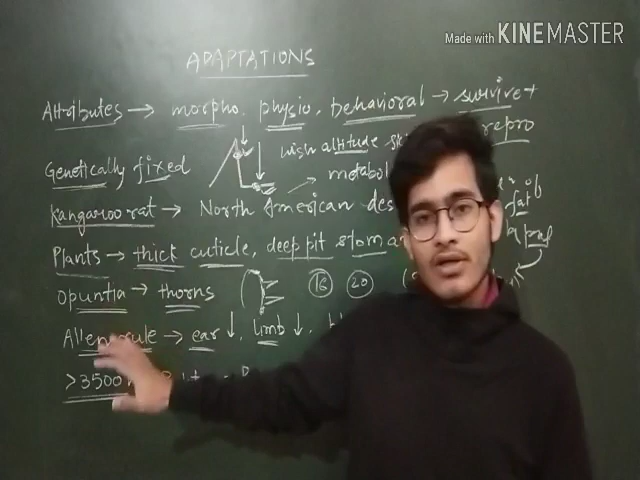 Made with KINEMASTER
ADAPTATIONS
Attributes → morpho, physio, behavioral → survive +
repro
high altitude
Genetically fixed
metabol
Kangaroo rat → North American des
fat
Plants → thick cuticle, deep pit stoma
Opuntia → thorns 16 20
Allen rule → ear ↓, limb ↓,
>3500